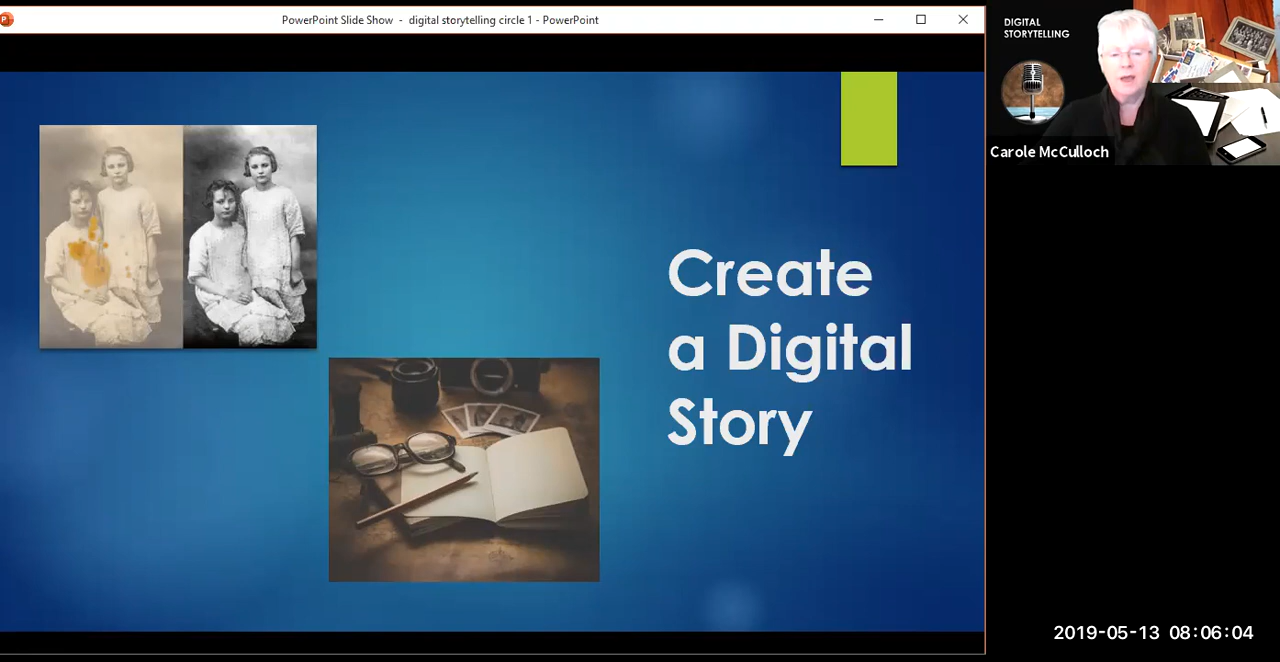 PowerPoint Slide Show - digital storytelling circle 1 - PowerPoint
DIGITAL
STORYTELLING
Carole McCulloch
Create
a Digital
Story
2019-05-13 08:06:04